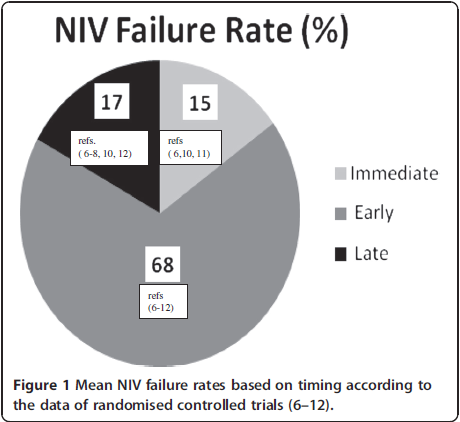 NIV Failure Rate (%)
17
refs.
( 6-8, 10, 12)
15
refs
( 6,10, 11)
68
refs
(6-12)
Immediate
Early
Late
Figure 1 Mean NIV failure rates based on timing according to
the data of randomised controlled trials (6–12).